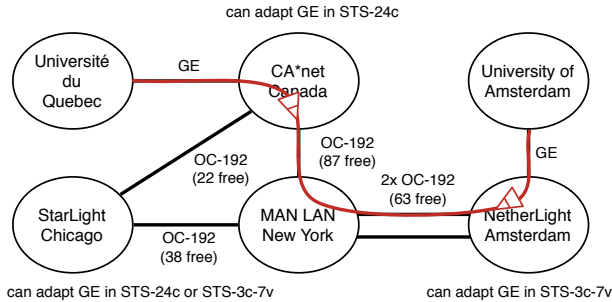 can adapt GE in STS-24c
Université
du
Quebec
GE
CA*net
Canada
University of
Amsterdam
OC-192
(22 free)
OC-192
(87 free)
2x OC-192
(63 free)
GE
StarLight
Chicago
OC-192
(38 free)
MAN LAN
New York
NetherLight
Amsterdam
can adapt GE in STS-24c or STS-3c-7v
can adapt GE in STS-3c-7v